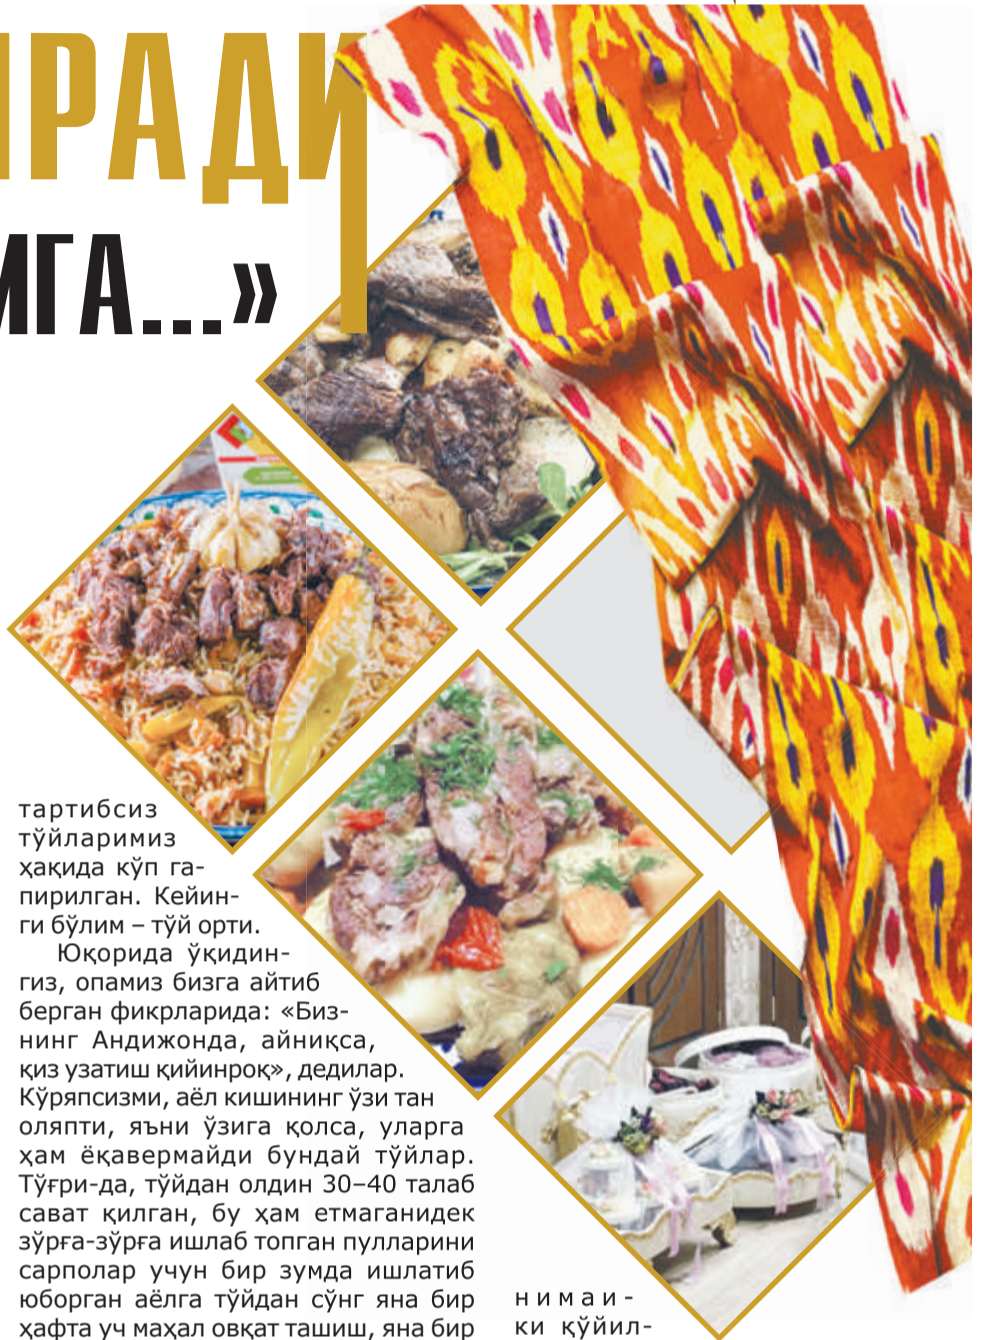 ИРАДИ
ИГА...»
тартибсиз
тўйларимиз
ҳақида кўп га-
пирилган. Кейин-
ги бўлим – тўй орти.
Юқорида ўқидин-
гиз, опамиз бизга айтиб
берган фикрларида: «Биз-
нинг Андижонда, айниқса,
қиз узатиш қийинроқ», дедилар.
Кўряпсизми, аёл кишининг ўзи тан
оляпти, яъни ўзига қолса, уларга
ҳам ёқавермайди бундай тўйлар.
Тўғри-да, тўйдан олдин 30–40 талаб
сават қилган, бу ҳам етмаганидек
зўрға-зўрға ишлаб топган пулларини
сарполар учун бир зумда ишлатиб
юборган аёлга тўйдан сўнг яна бир
ҳафта уч маҳал овқат ташиш, яна бир
нимаи-
ки қўйил-